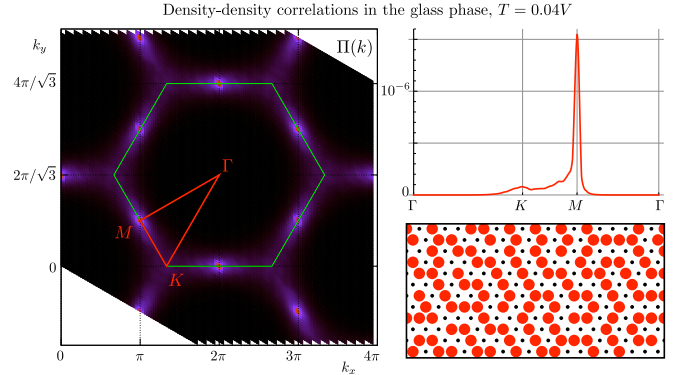 Density-density correlations in the glass phase, T = 0.04V
k_y
Π(k)
4π/√3
2π/√3
0
Γ
M
K
0
π
2π
3π
4π
k_x
10^{-6}
0
Γ
K
M
Γ